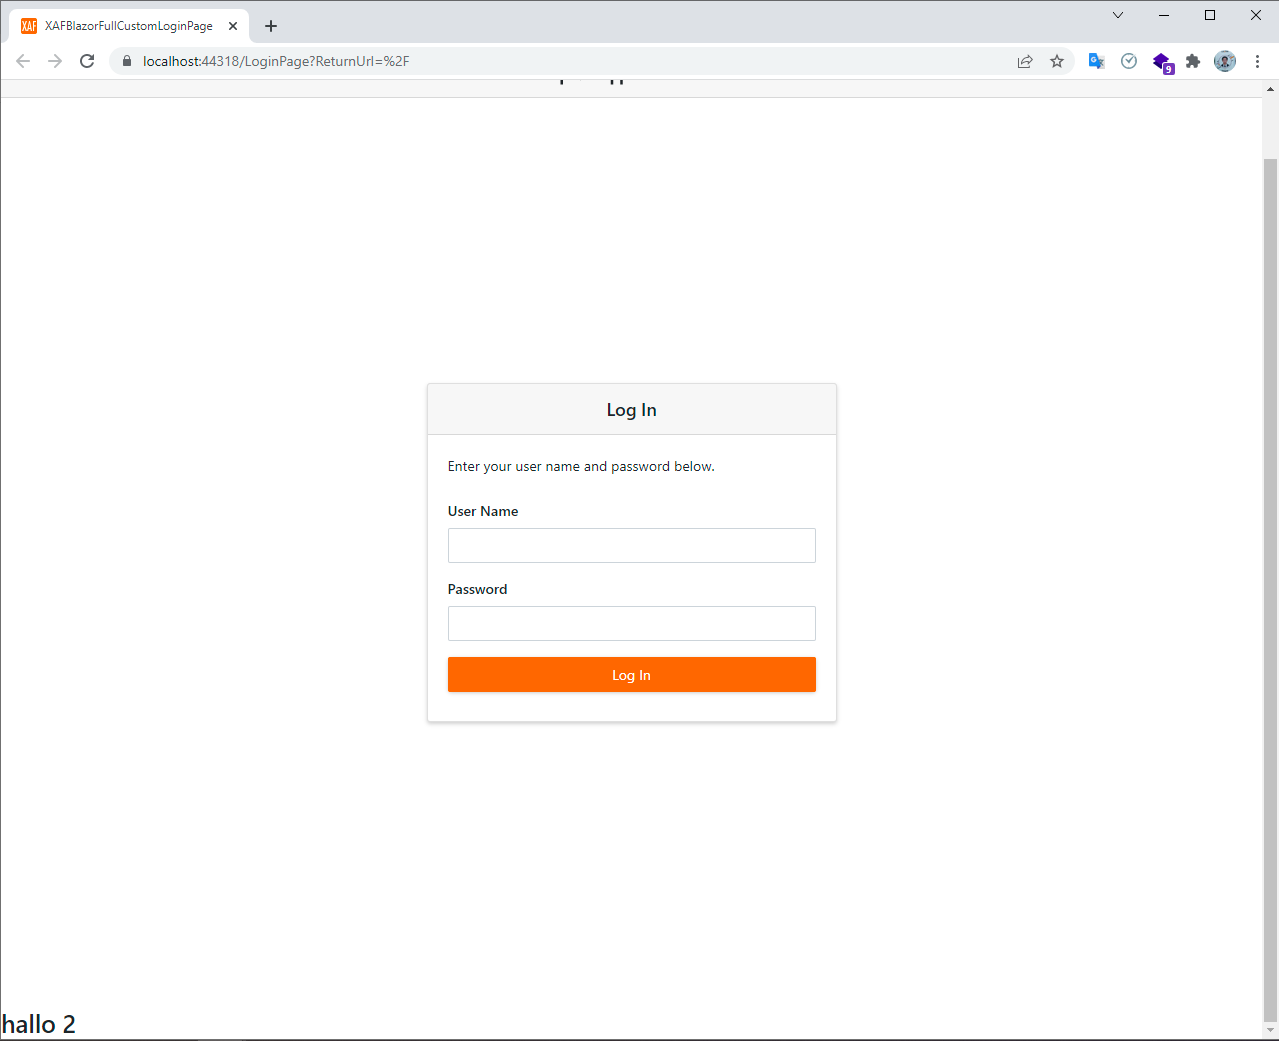 XAF XAFBlazorFullCustomLoginPage
localhost:44318/LoginPage?ReturnUrl=%2F
9
Log In
Enter your user name and password below.
User Name
Password
Log In
hallo 2